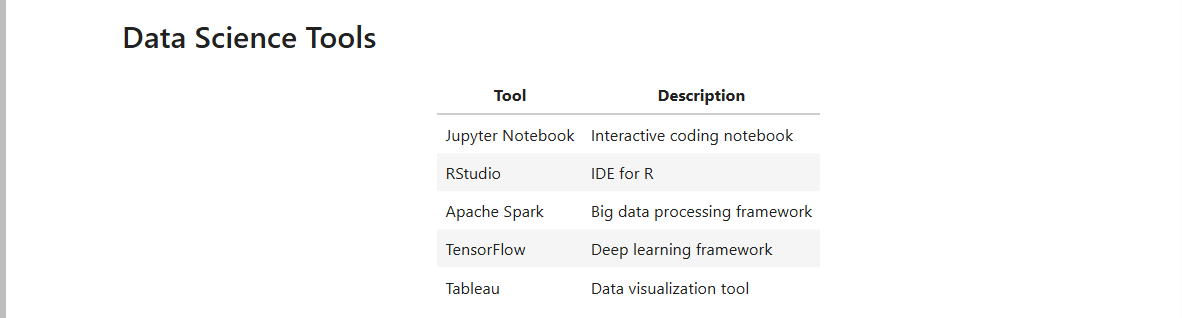 Data Science Tools
Tool Description
Jupyter Notebook Interactive coding notebook
RStudio IDE for R
Apache Spark Big data processing framework
TensorFlow Deep learning framework
Tableau Data visualization tool